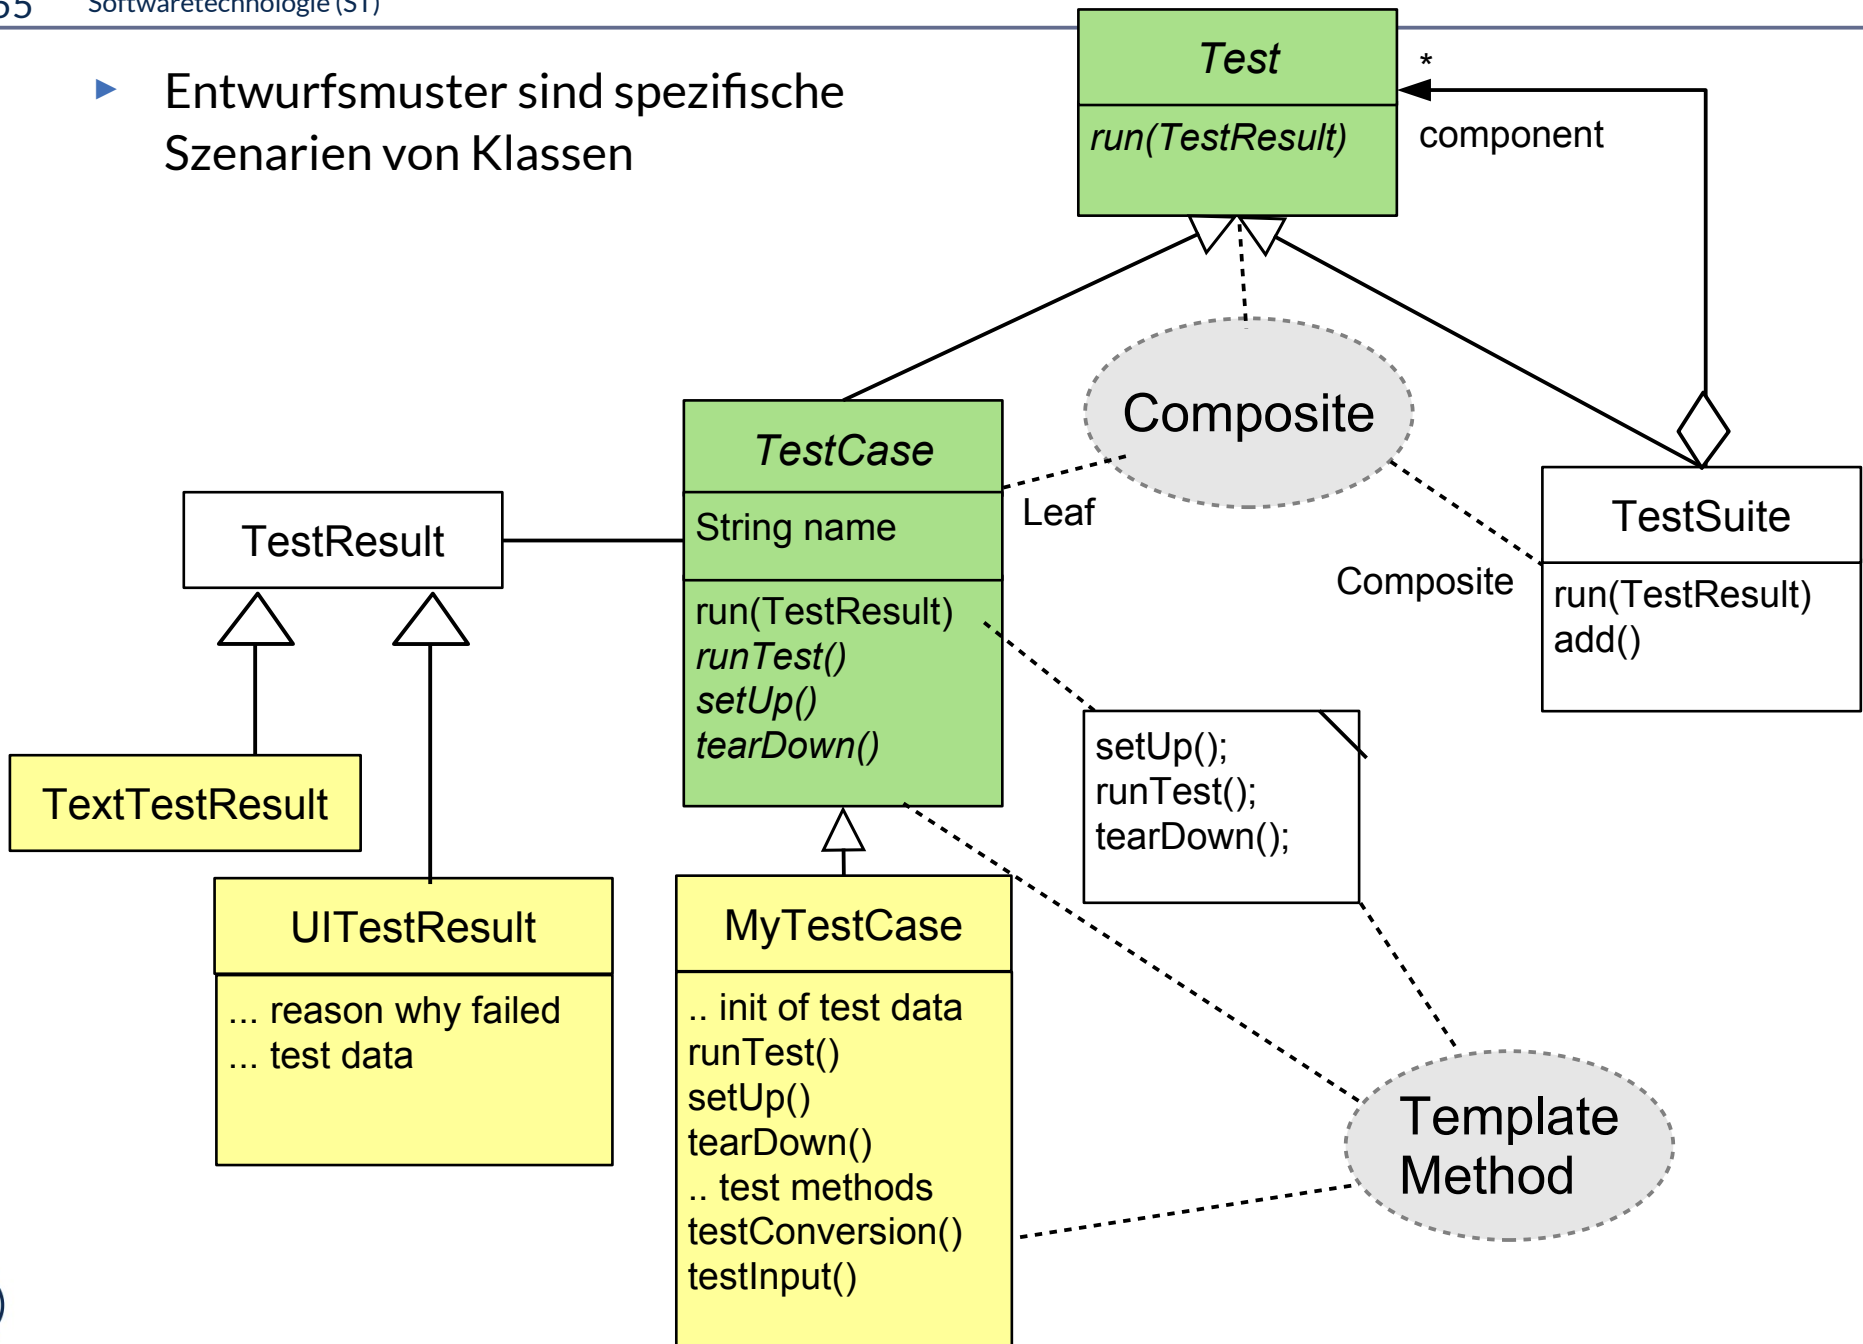 Softwaretechnologie (ST)
► Entwurfsmuster sind spezifische
Szenarien von Klassen
Test
run(TestResult)
*
component
Composite
TestCase
String name
run(TestResult)
runTest()
setUp()
tearDown()
Leaf
Composite
TestSuite
run(TestResult)
add()
TestResult
setUp();
runTest();
tearDown();
TextTestResult
UITestResult
... reason why failed
... test data
MyTestCase
.. init of test data
runTest()
setUp()
tearDown()
.. test methods
testConversion()
testInput()
Template
Method